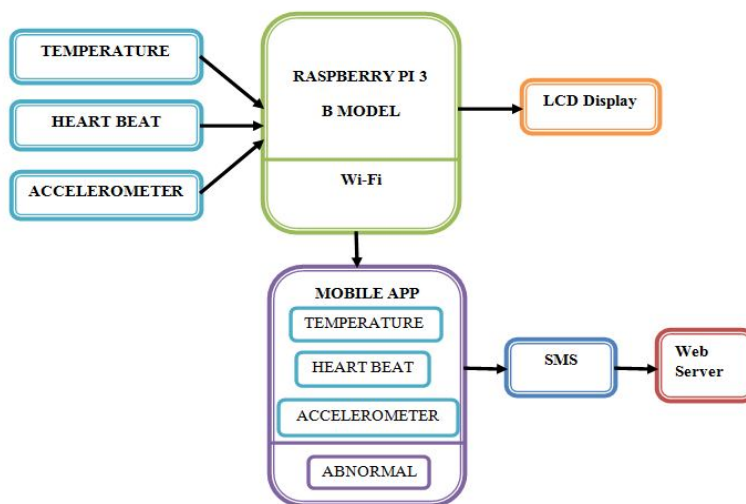 TEMPERATURE
HEART BEAT
ACCELEROMETER
RASPBERRY PI 3
B MODEL
Wi-Fi
LCD Display
MOBILE APP
TEMPERATURE
HEART BEAT
ACCELEROMETER
ABNORMAL
SMS
Web
Server